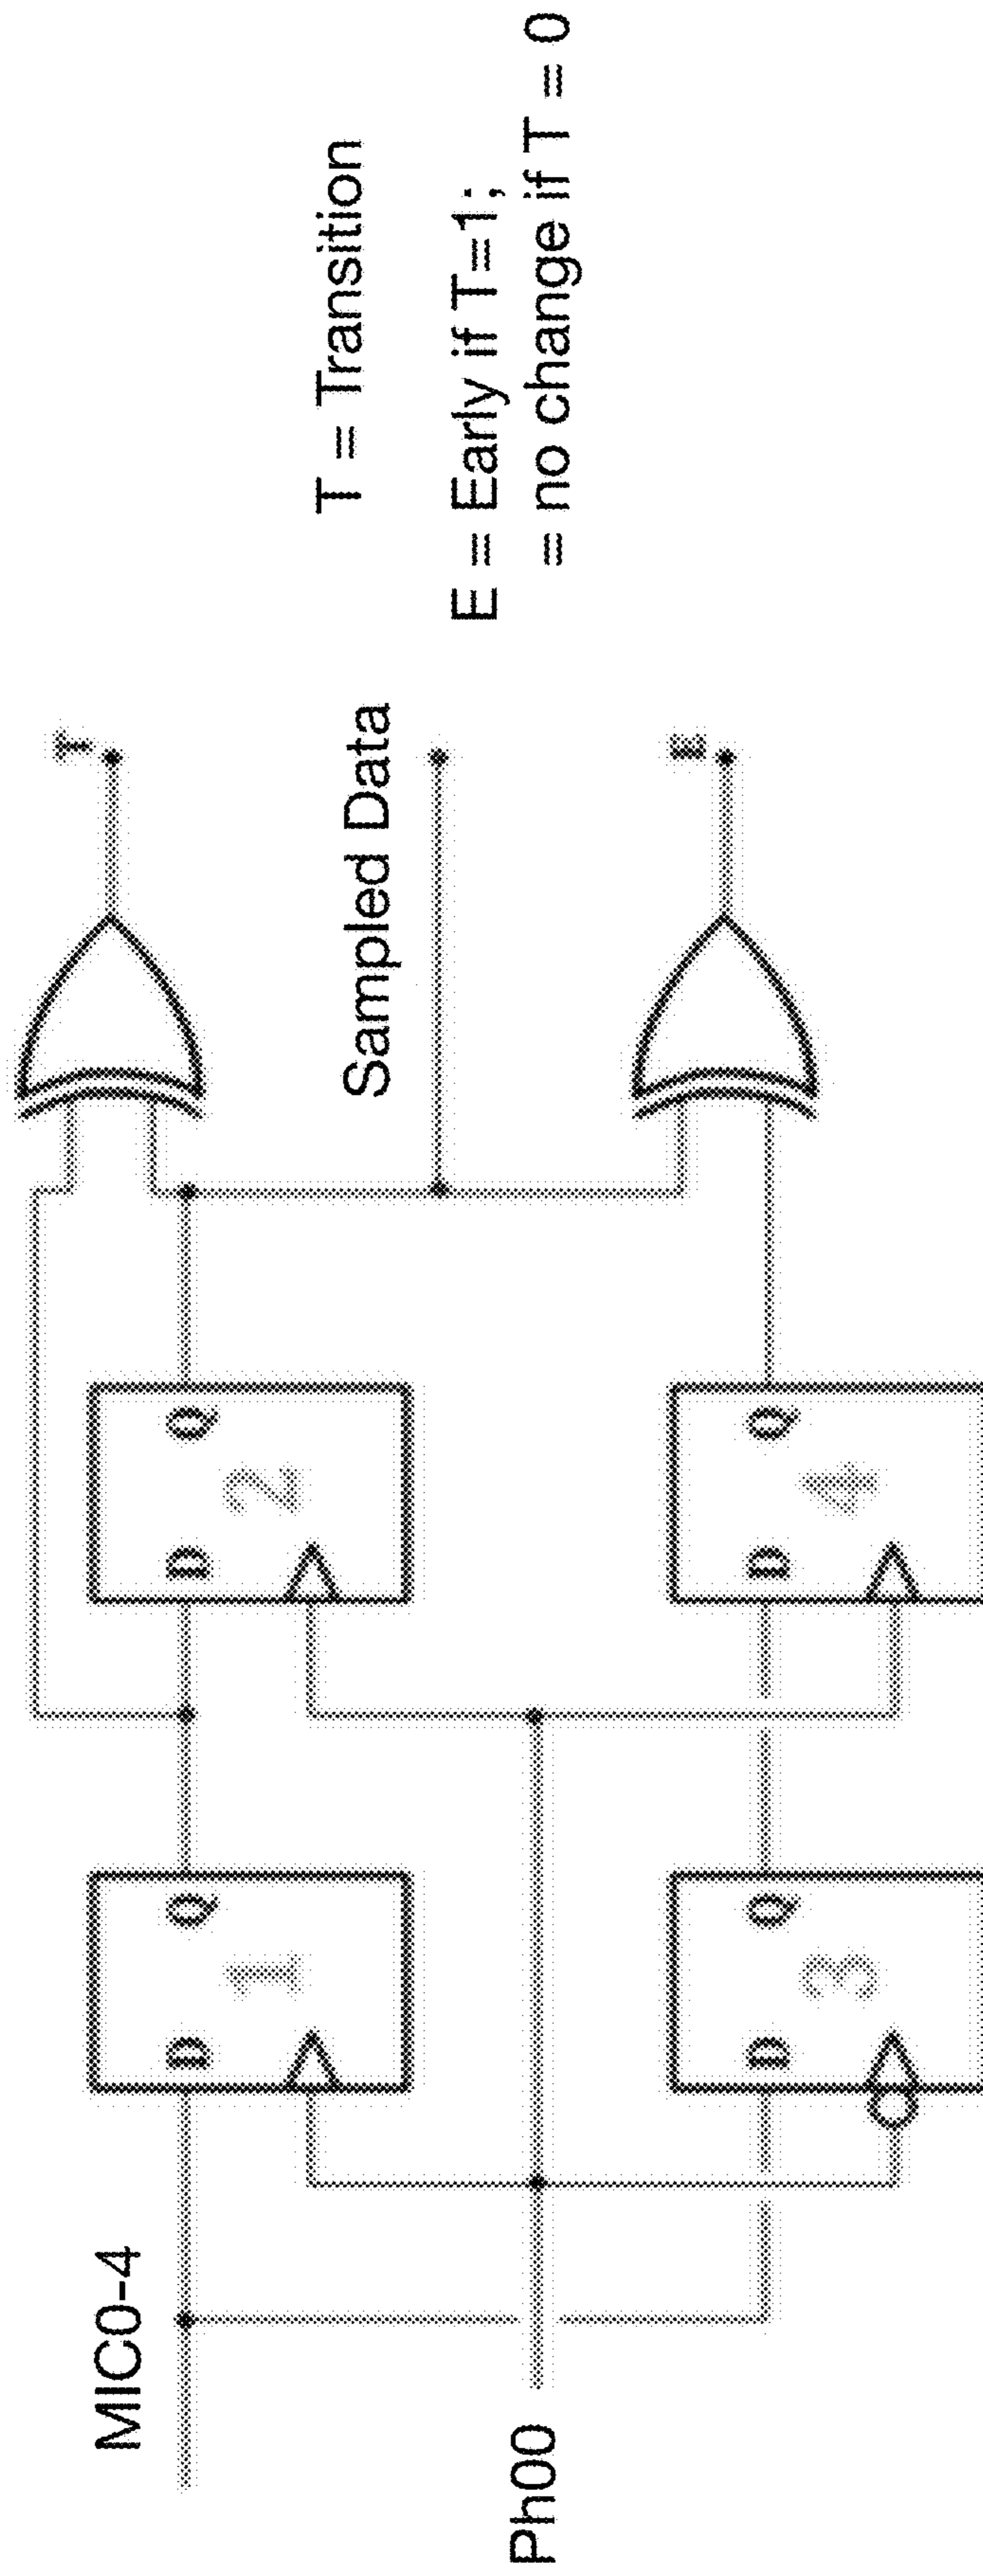 MIC0-4
Ph00
D Q
1
D Q
2
D Q
3
D Q
4
T
Sampled Data
E
T = Transition
E = Early if T=1;
= no change if T = 0